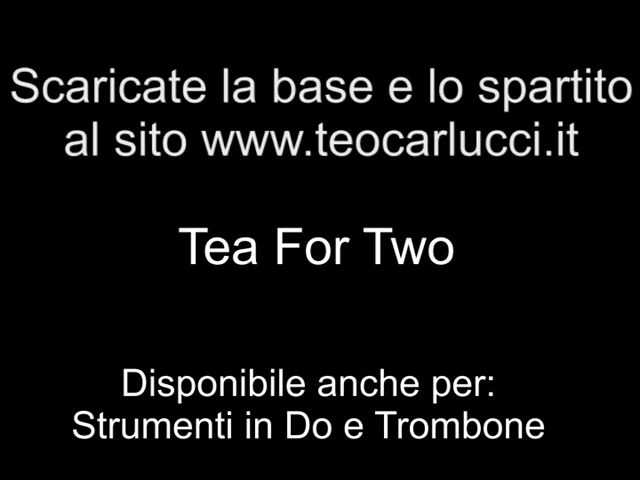 Scaricate la base e lo spartito
al sito www.teocarlucci.it
Tea For Two
Disponibile anche per:
Strumenti in Do e Trombone